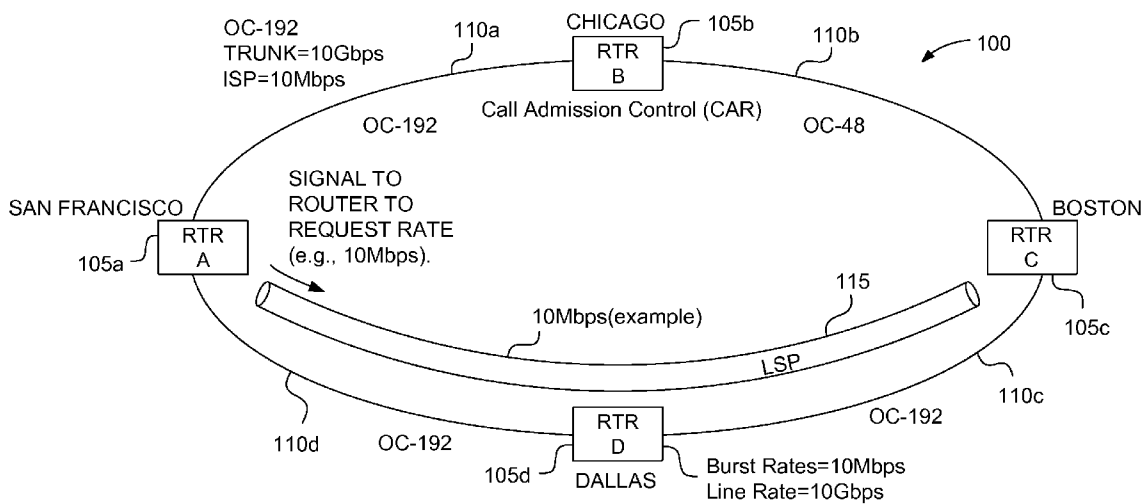 OC-192
TRUNK=10Gbps
ISP=10Mbps
110a
CHICAGO
105b
RTR
B
110b
100
Call Admission Control (CAR)
OC-192
OC-48
SAN FRANCISCO
RTR
A
105a
SIGNAL TO
ROUTER TO
REQUEST RATE
(e.g., 10Mbps).
BOSTON
RTR
C
105c
10Mbps(example)
115
LSP
110d
OC-192
RTR
D
105d
DALLAS
OC-192
110c
Burst Rates=10Mbps
Line Rate=10Gbps